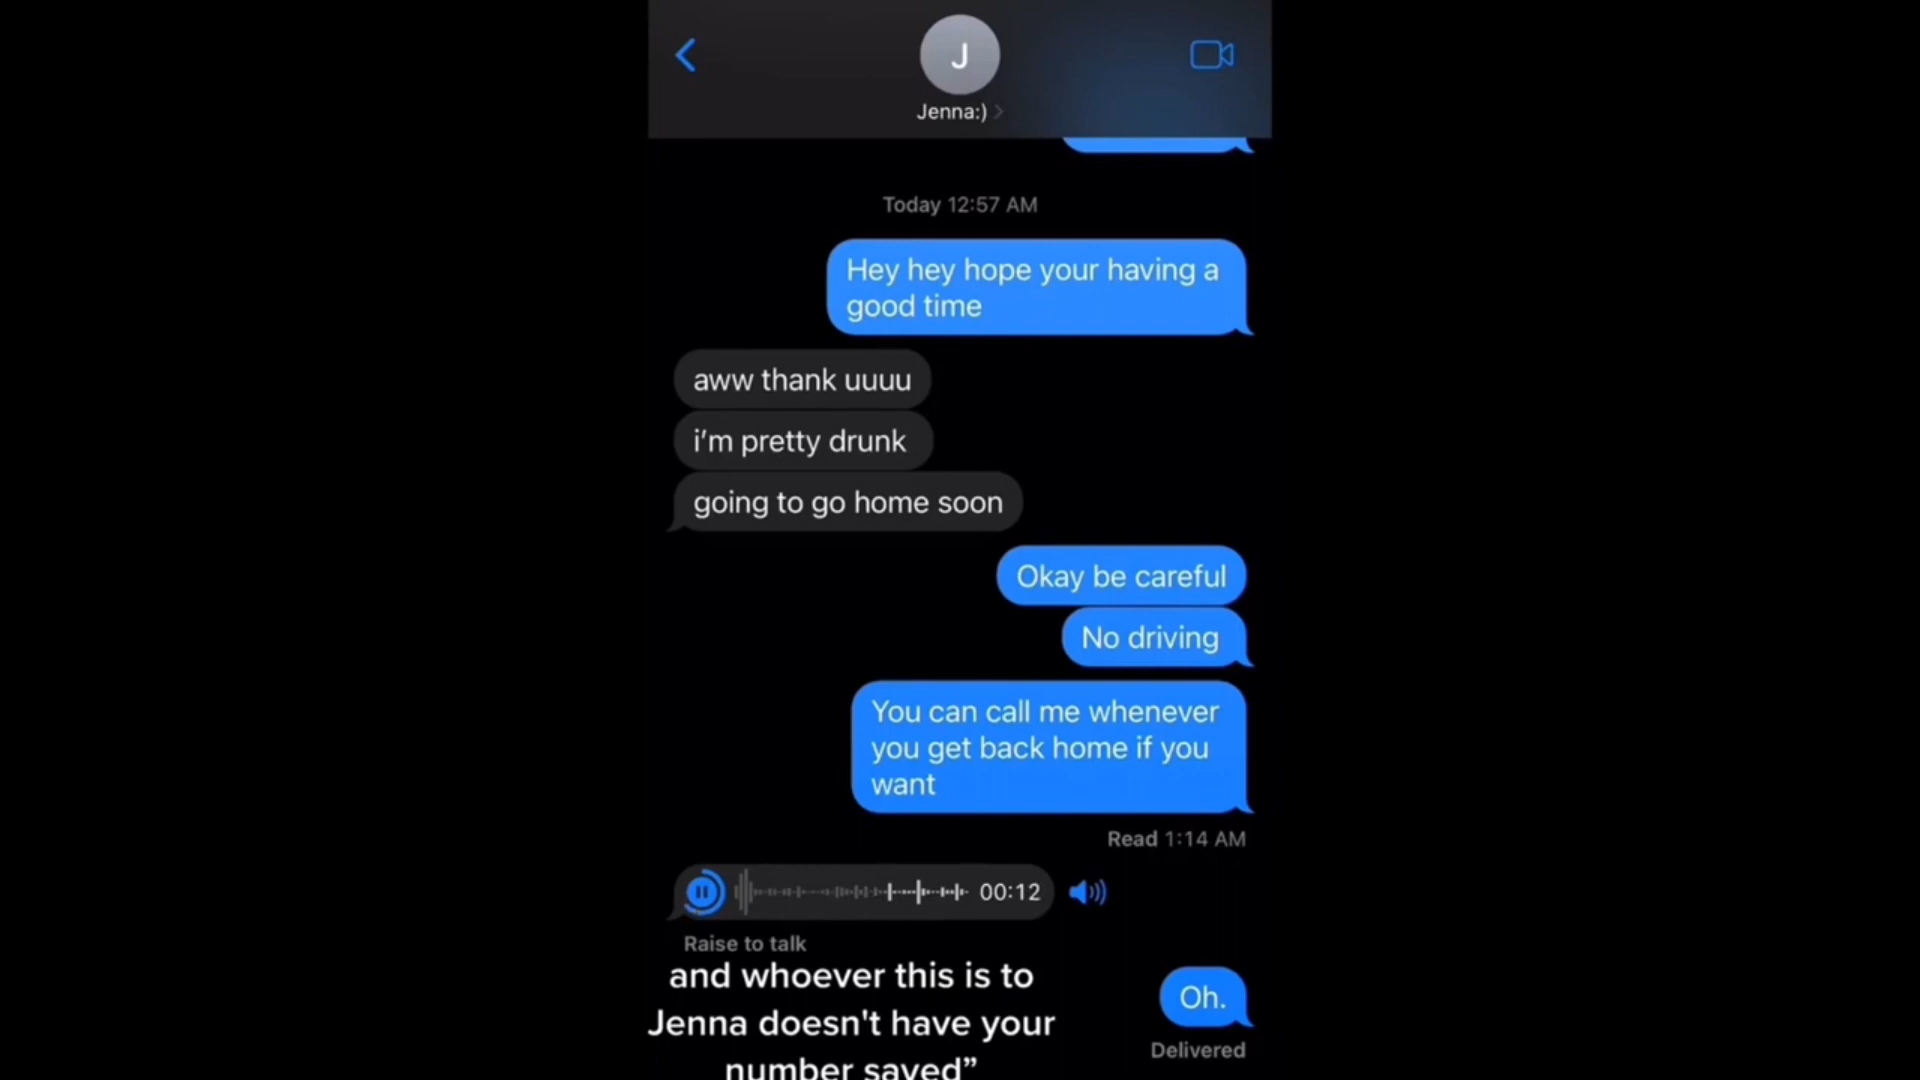 J
Jenna:)
Today 12:57 AM
Hey hey hope your having a
good time
aww thank uuuu
i'm pretty drunk
going to go home soon
Okay be careful
No driving
You can call me whenever
you get back home if you
want
Read 1:14 AM
00:12
Raise to talk
and whoever this is to
Jenna doesn't have your
number saved”
Oh.
Delivered